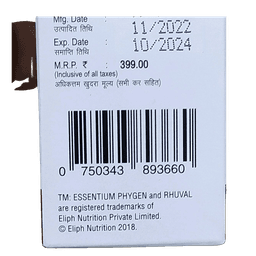 Mfg. Date : 11/2022
उत्पादित तिथि
Exp. Date : 10/2024
समाप्ति तिथि
M.R.P. ₹ : 399.00
(Inclusive of all taxes)
अधिकतम खुदरा मूल्य (सभी कर सहित)
0 750343 893660
TM: ESSENTIUM PHYGEN and RHUVAL
are registered trademarks of
Eliph Nutrition Private Limited.
© Eliph Nutrition 2018.